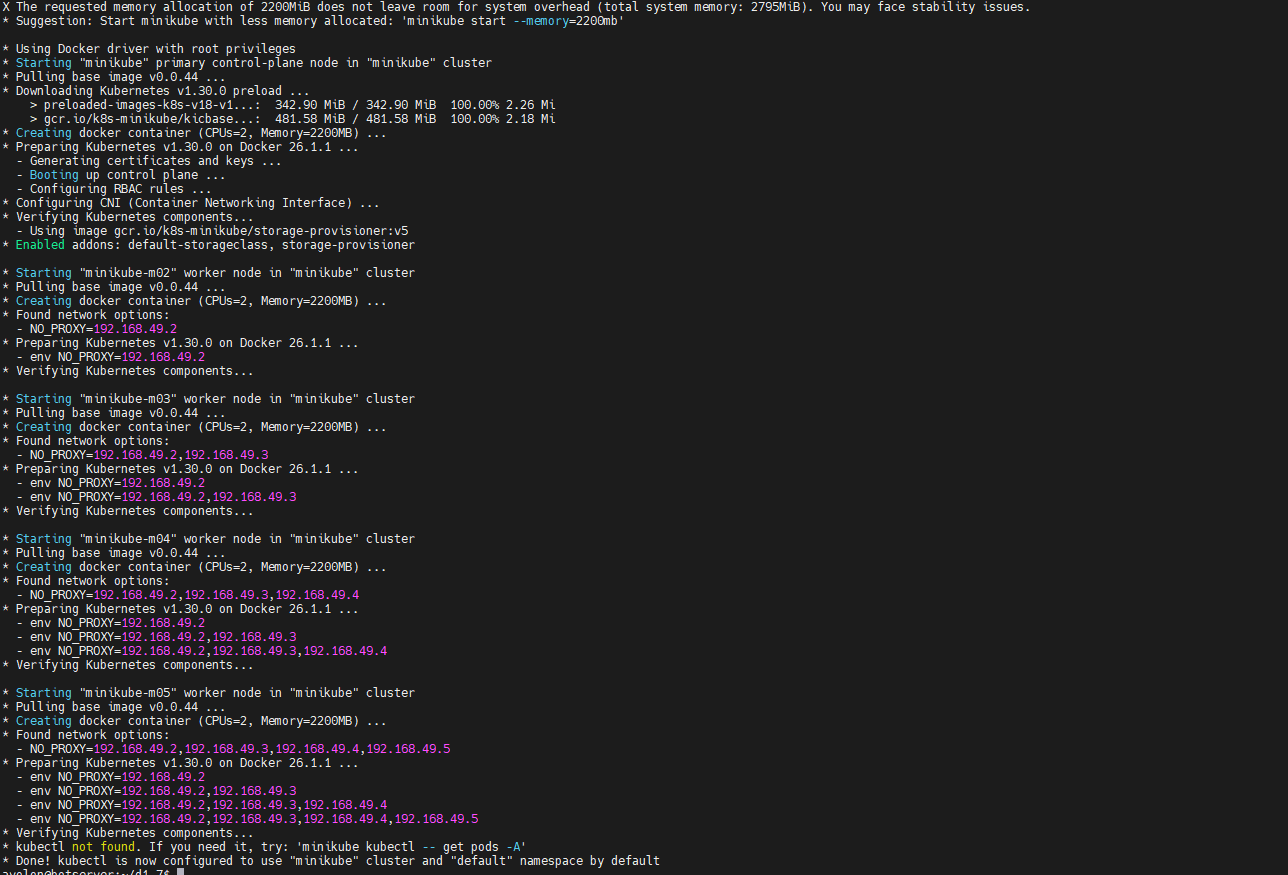 X The requested memory allocation of 2200MiB does not leave room for system overhead (total system memory: 2795MiB). You may face stability issues.
* Suggestion: Start minikube with less memory allocated: 'minikube start --memory=2200mb'
* Using Docker driver with root privileges
* Starting "minikube" primary control-plane node in "minikube" cluster
* Pulling base image v0.0.44 ...
* Downloading Kubernetes v1.30.0 preload ...
> preloaded-images-k8s-v18-v1...: 342.90 MiB / 342.90 MiB 100.00% 2.26 Mi
> gcr.io/k8s-minikube/kicbase...: 481.58 MiB / 481.58 MiB 100.00% 2.18 Mi
* Creating docker container (CPUs=2, Memory=2200MB) ...
* Preparing Kubernetes v1.30.0 on Docker 26.1.1 ...
- Generating certificates and keys ...
- Booting up control plane ...
- Configuring RBAC rules ...
* Configuring CNI (Container Networking Interface) ...
* Verifying Kubernetes components...
- Using image gcr.io/k8s-minikube/storage-provisioner:v5
* Enabled addons: default-storageclass, storage-provisioner
* Starting "minikube-m02" worker node in "minikube" cluster
* Pulling base image v0.0.44 ...
* Creating docker container (CPUs=2, Memory=2200MB) ...
* Found network options:
- NO_PROXY=192.168.49.2
* Preparing Kubernetes v1.30.0 on Docker 26.1.1 ...
- env NO_PROXY=192.168.49.2
* Verifying Kubernetes components...
* Starting "minikube-m03" worker node in "minikube" cluster
* Pulling base image v0.0.44 ...
* Creating docker container (CPUs=2, Memory=2200MB) ...
* Found network options:
- NO_PROXY=192.168.49.2,192.168.49.3
* Preparing Kubernetes v1.30.0 on Docker 26.1.1 ...
- env NO_PROXY=192.168.49.2
- env NO_PROXY=192.168.49.2,192.168.49.3
* Verifying Kubernetes components...
* Starting "minikube-m04" worker node in "minikube" cluster
* Pulling base image v0.0.44 ...
* Creating docker container (CPUs=2, Memory=2200MB) ...
* Found network options:
- NO_PROXY=192.168.49.2,192.168.49.3,192.168.49.4
* Preparing Kubernetes v1.30.0 on Docker 26.1.1 ...
- env NO_PROXY=192.168.49.2
- env NO_PROXY=192.168.49.2,192.168.49.3
- env NO_PROXY=192.168.49.2,192.168.49.3,192.168.49.4
* Verifying Kubernetes components...
* Starting "minikube-m05" worker node in "minikube" cluster
* Pulling base image v0.0.44 ...
* Creating docker container (CPUs=2, Memory=2200MB) ...
* Found network options:
- NO_PROXY=192.168.49.2,192.168.49.3,192.168.49.4,192.168.49.5
* Preparing Kubernetes v1.30.0 on Docker 26.1.1 ...
- env NO_PROXY=192.168.49.2
- env NO_PROXY=192.168.49.2,192.168.49.3
- env NO_PROXY=192.168.49.2,192.168.49.3,192.168.49.4
- env NO_PROXY=192.168.49.2,192.168.49.3,192.168.49.4,192.168.49.5
* Verifying Kubernetes components...
* kubectl not found. If you need it, try: 'minikube kubectl -- get pods -A'
* Done! kubectl is now configured to use "minikube" cluster and "default" namespace by default